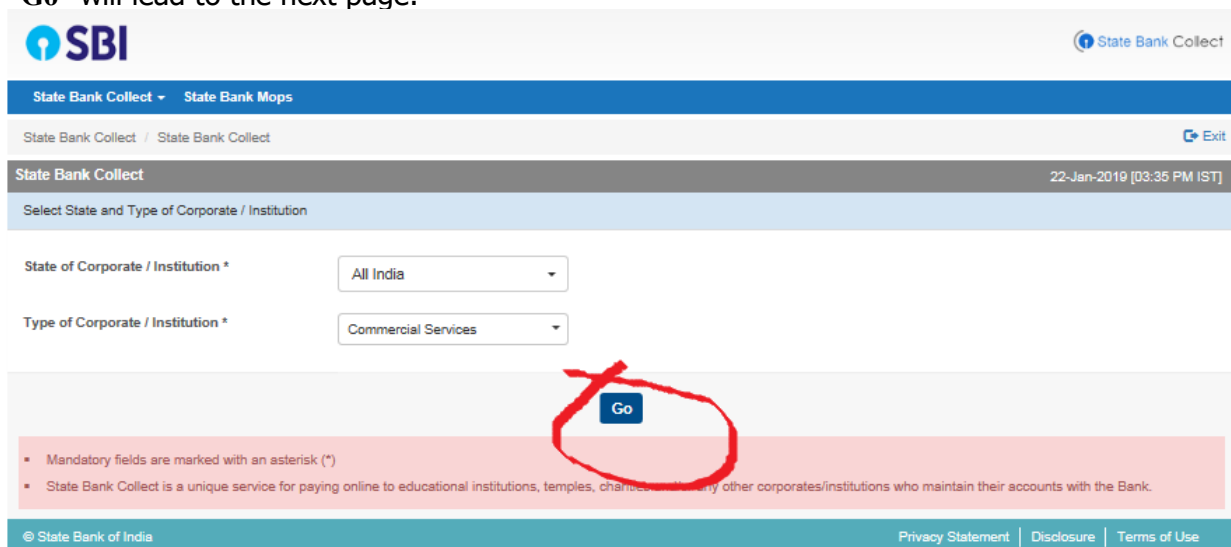 "Go" will lead to the next page.
SBI
State Bank Collect
State Bank Collect State Bank Mops
State Bank Collect / State Bank Collect
Exit
State Bank Collect
22-Jan-2019 [03:35 PM IST]
Select State and Type of Corporate / Institution
State of Corporate / Institution *
All India
Type of Corporate / Institution *
Commercial Services
Go
Mandatory fields are marked with an asterisk (*)
State Bank Collect is a unique service for paying online to educational institutions, temples, charities any other corporates/institutions who maintain their accounts with the Bank.
© State Bank of India
Privacy Statement | Disclosure | Terms of Use